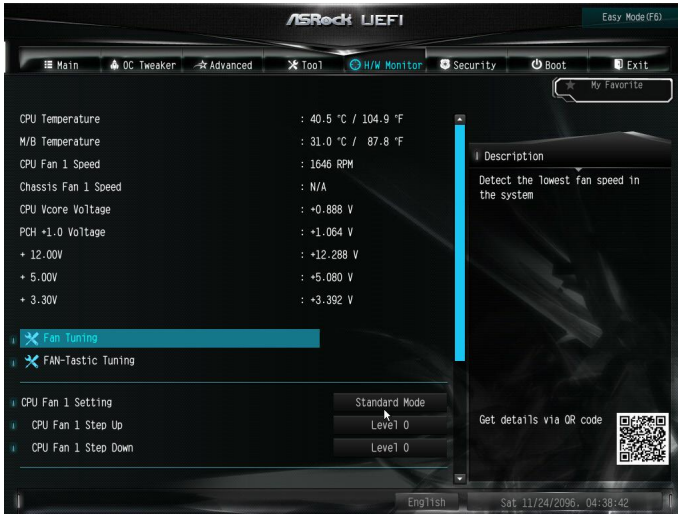 ASRock UEFI
Easy Mode(F6)
Main
OC Tweaker
Advanced
Tool
H/W Monitor
Security
Boot
Exit
My Favorite
CPU Temperature : 40.5 °C / 104.9 °F
M/B Temperature : 31.0 °C / 87.8 °F
CPU Fan 1 Speed : 1646 RPM
Chassis Fan 1 Speed : N/A
CPU Vcore Voltage : +0.888 V
PCH +1.0 Voltage : +1.064 V
+ 12.00V : +12.288 V
+ 5.00V : +5.080 V
+ 3.30V : +3.392 V
Fan Tuning
FAN-Tastic Tuning
CPU Fan 1 Setting Standard Mode
CPU Fan 1 Step Up Level 0
CPU Fan 1 Step Down Level 0
Description
Detect the lowest fan speed in
the system
Get details via QR code
English
Sat 11/24/2096, 04:38:42